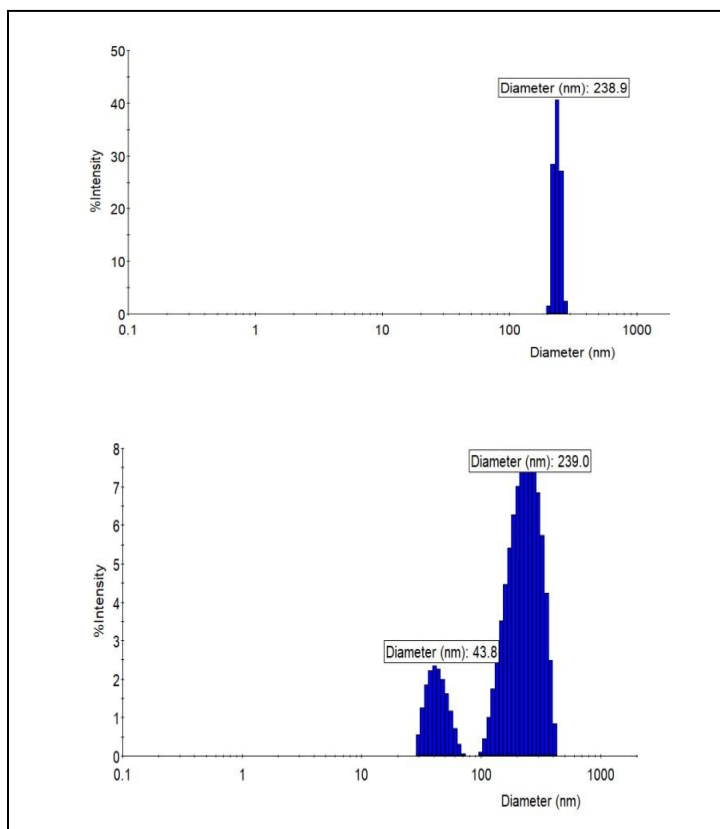 50
Diameter (nm): 238.9
40
30
%Intensity
20
10
0
0.1 1 10 100 1000
Diameter (nm)
8
Diameter (nm): 239.0
7
6
5
%Intensity
4
3
Diameter (nm): 43.8
2
1
0
0.1 1 10 100 1000
Diameter (nm)